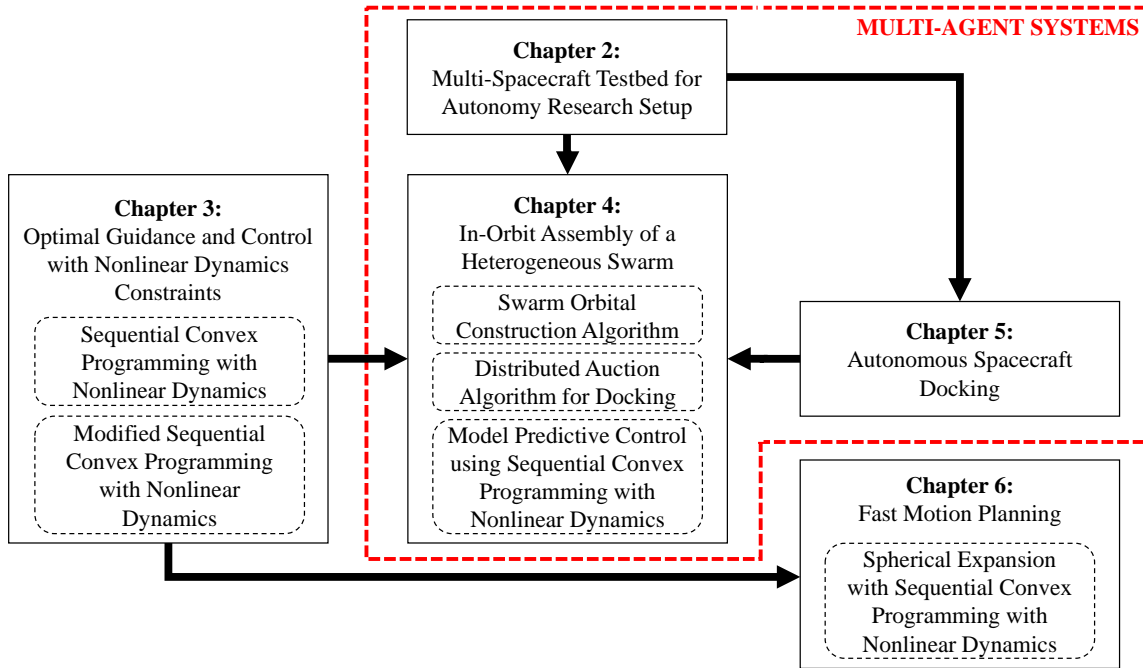 MULTI-AGENT SYSTEMS
Chapter 2:
Multi-Spacecraft Testbed for
Autonomy Research Setup
Chapter 3:
Optimal Guidance and Control
with Nonlinear Dynamics
Constraints
Sequential Convex
Programming with
Nonlinear Dynamics
Modified Sequential
Convex Programming
with Nonlinear
Dynamics
Chapter 4:
In-Orbit Assembly of a
Heterogeneous Swarm
Swarm Orbital
Construction Algorithm
Distributed Auction
Algorithm for Docking
Model Predictive Control
using Sequential Convex
Programming with
Nonlinear Dynamics
Chapter 5:
Autonomous Spacecraft
Docking
Chapter 6:
Fast Motion Planning
Spherical Expansion
with Sequential Convex
Programming with
Nonlinear Dynamics